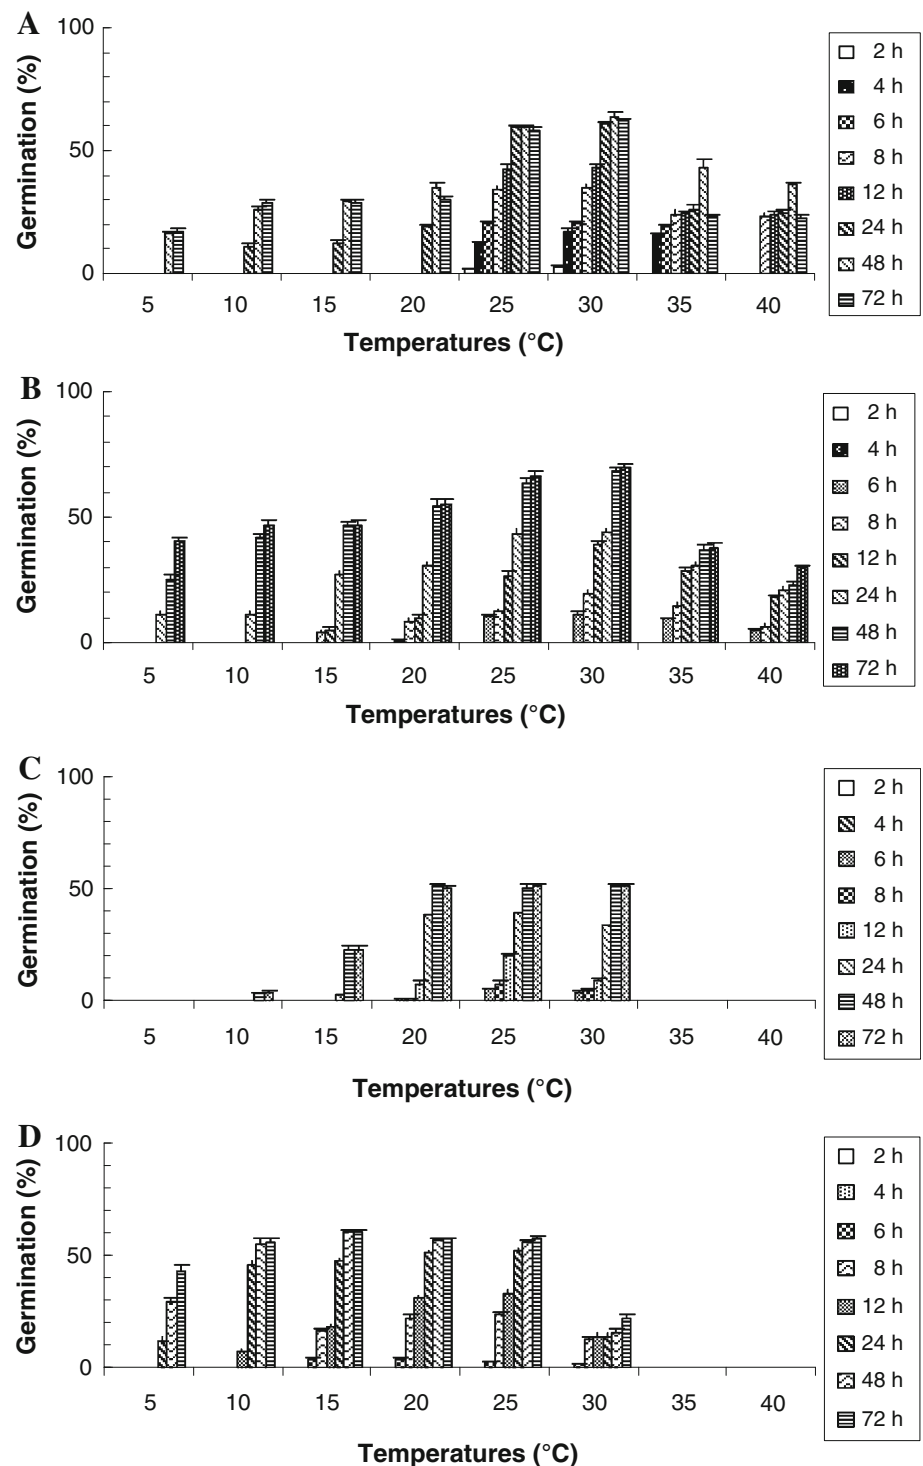 A
100
50
0
Germination (%)
5 10 15 20 25 30 35 40
Temperatures (°C)
2 h
4 h
6 h
8 h
12 h
24 h
48 h
72 h
B
100
50
0
Germination (%)
5 10 15 20 25 30 35 40
Temperatures (°C)
2 h
4 h
6 h
8 h
12 h
24 h
48 h
72 h
C
100
50
0
Germination (%)
5 10 15 20 25 30 35 40
Temperatures (°C)
2 h
4 h
6 h
8 h
12 h
24 h
48 h
72 h
D
100
50
0
Germination (%)
5 10 15 20 25 30 35 40
Temperatures (°C)
2 h
4 h
6 h
8 h
12 h
24 h
48 h
72 h